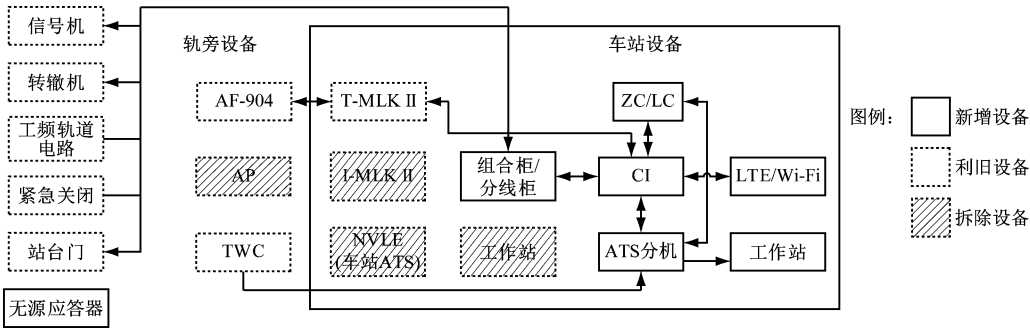 信号机
转辙机
工频轨道
电路
紧急关闭
站台门
无源应答器
轨旁设备
AF-904
AP
TWC
车站设备
T-MLK Ⅱ
I-MLK Ⅱ
NVLE
(车站ATS)
组合柜/
分线柜
工作站
ZC/LC
CI
ATS分机
LTE/Wi-Fi
工作站
图例：
新增设备
利旧设备
拆除设备